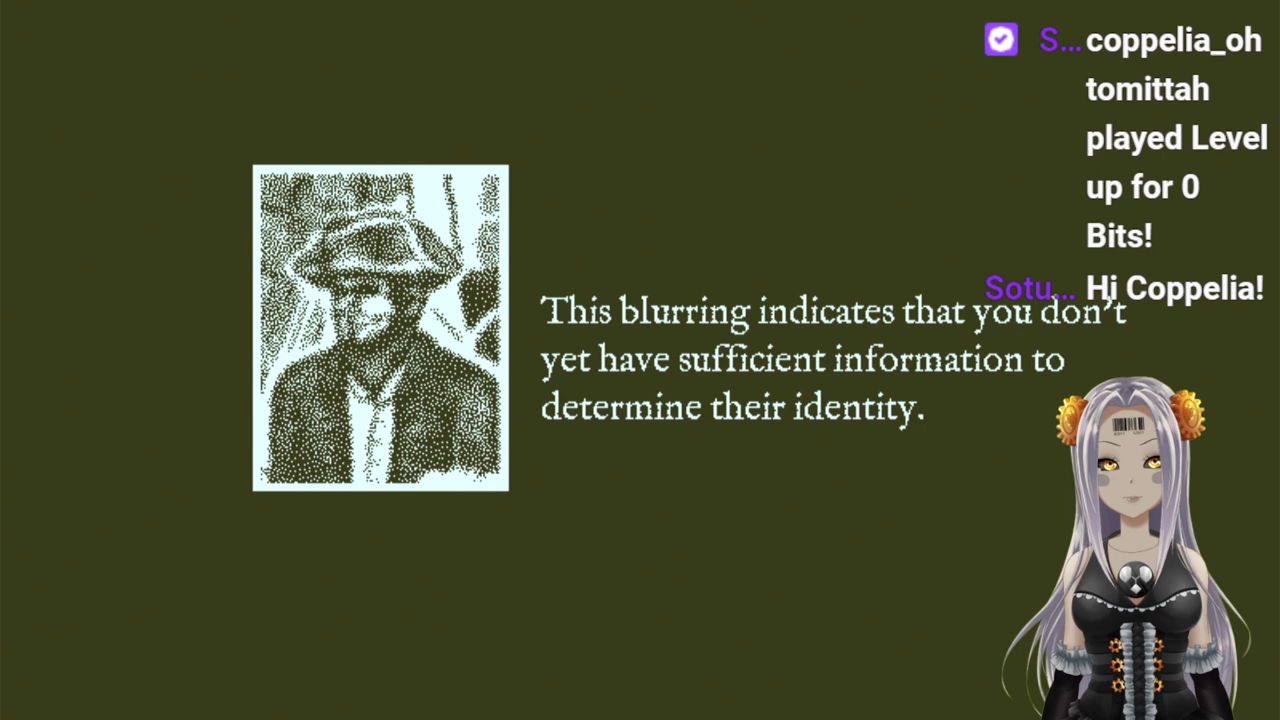 This blurring indicates that you don't
yet have sufficient information to
determine their identity.
S... coppelia_oh
tomittah
played Level
up for 0
Bits!
Sotu... Hi Coppelia!